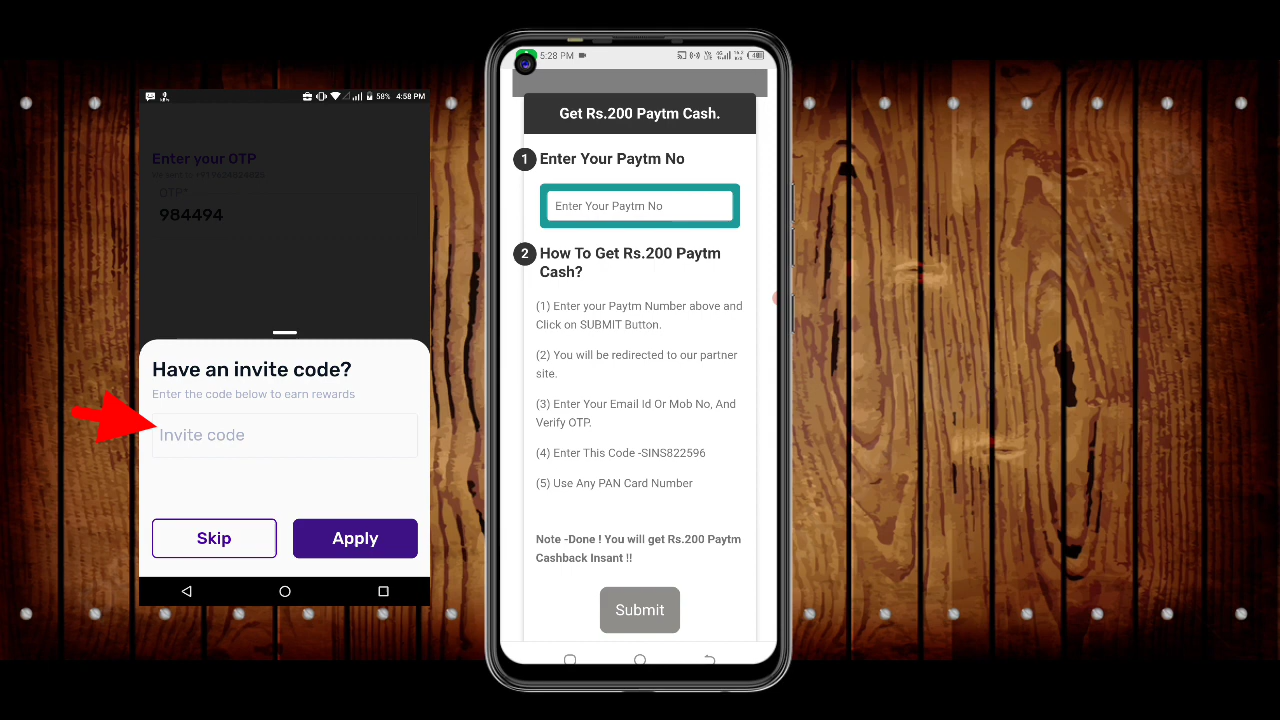 58% 4:58 PM
Enter your OTP
OTP*
984494
Have an invite code?
Enter the code below to earn rewards
Invite code
Skip
Apply
5:28 PM
Get Rs.200 Paytm Cash.
1 Enter Your Paytm No
Enter Your Paytm No
2 How To Get Rs.200 Paytm
Cash?
(1) Enter your Paytm Number above and
Click on SUBMIT Button.
(2) You will be redirected to our partner
site.
(3) Enter Your Email Id Or Mob No, And
Verify OTP.
(4) Enter This Code -SINS822596
(5) Use Any PAN Card Number
Note -Done ! You will get Rs.200 Paytm
Cashback Insant !!
Submit